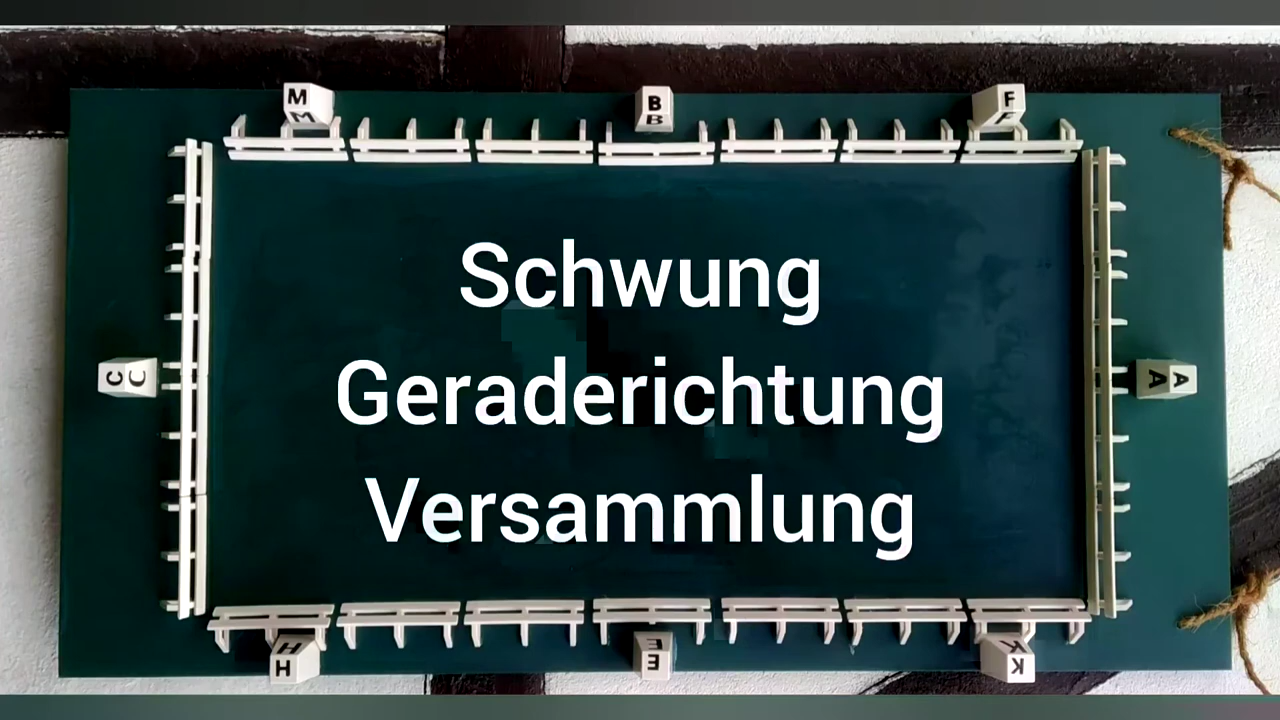 M M
B B
F F
C C
Schwung
A A
Geraderichtung
Versammlung
H H
E E
K K